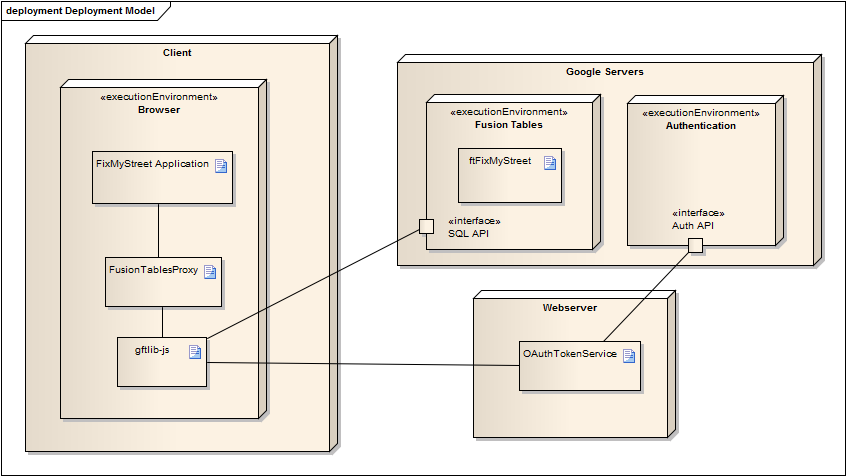 deployment Deployment Model
Client
«executionEnvironment»
Browser
FixMyStreet Application
FusionTablesProxy
gftlib-js
Google Servers
«executionEnvironment»
Fusion Tables
ftFixMyStreet
«interface»
SQL API
«executionEnvironment»
Authentication
«interface»
Auth API
Webserver
OAuthTokenService